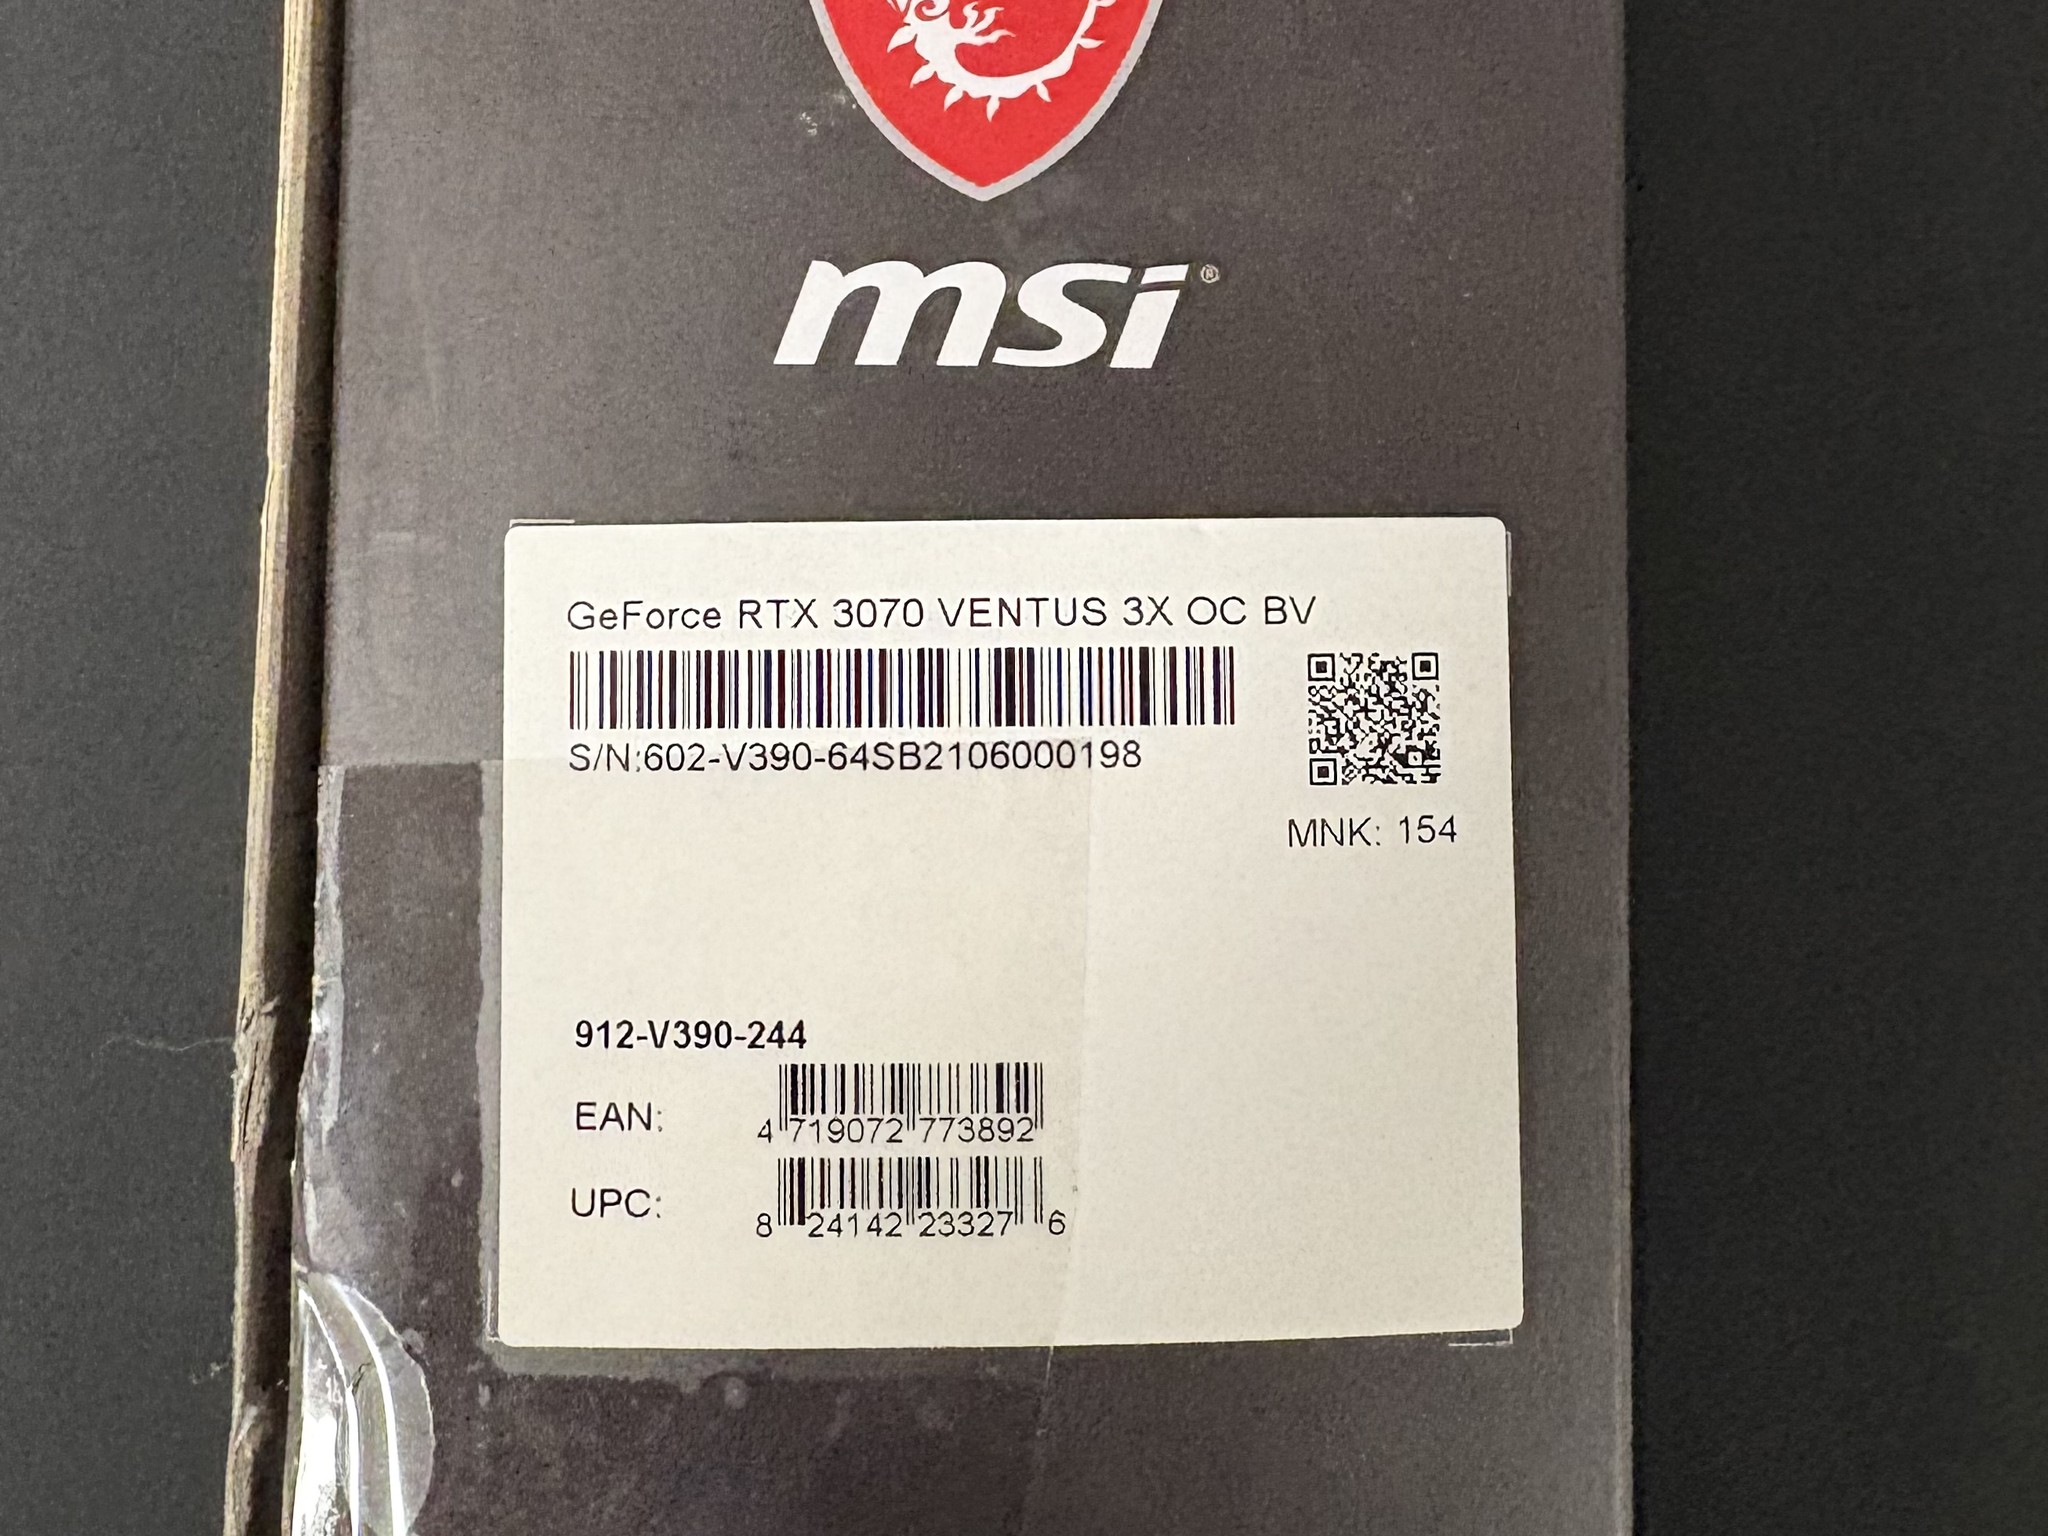 msi®
GeForce RTX 3070 VENTUS 3X OC BV
S/N:602-V390-64SB2106000198
MNK: 154
912-V390-244
EAN: 4 719072 773892
UPC: 8 24142 23327 6